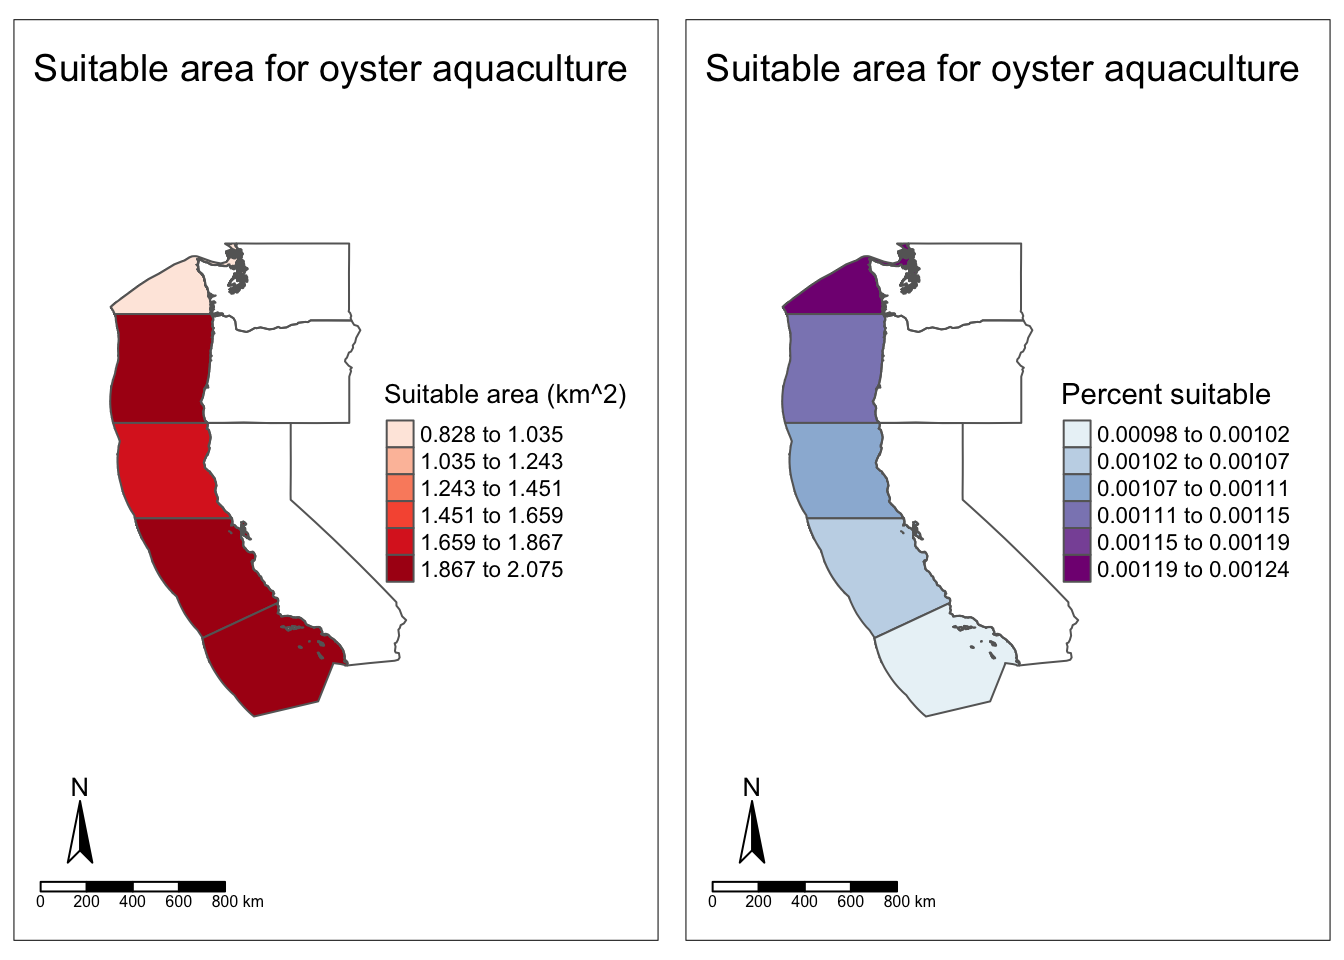 Suitable area for oyster aquaculture
Suitable area (km^2)
0.828 to 1.035
1.035 to 1.243
1.243 to 1.451
1.451 to 1.659
1.659 to 1.867
1.867 to 2.075
N
0 200 400 600 800 km
Suitable area for oyster aquaculture
Percent suitable
0.00098 to 0.00102
0.00102 to 0.00107
0.00107 to 0.00111
0.00111 to 0.00115
0.00115 to 0.00119
0.00119 to 0.00124
N
0 200 400 600 800 km